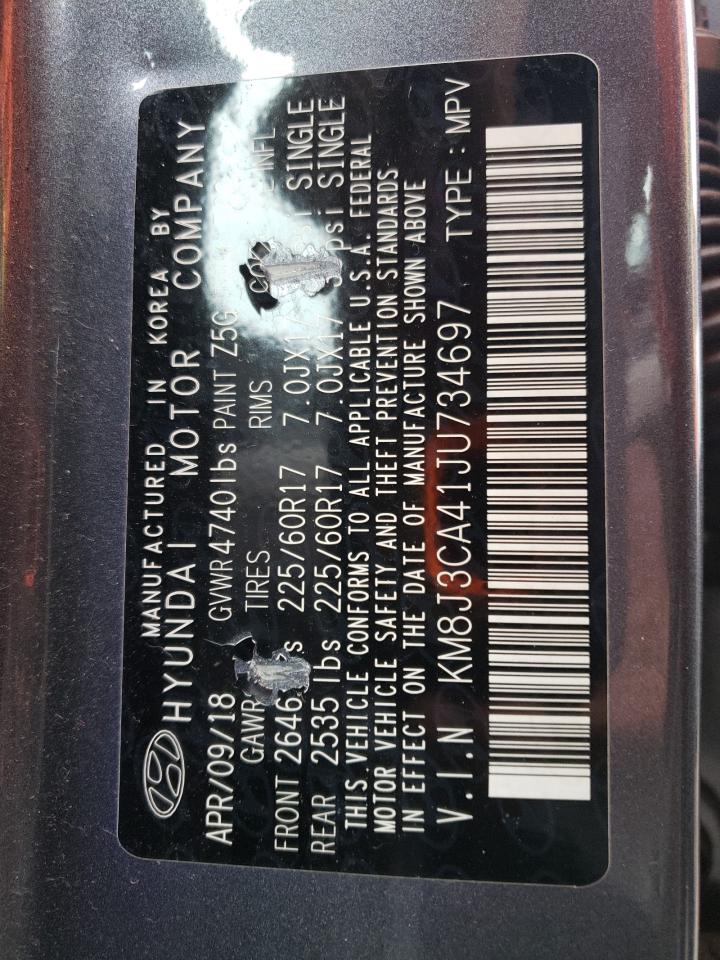 MANUFACTURED IN KOREA BY
HYUNDAI MOTOR COMPANY
APR/09/18 GVWR 4740lbs PAINT Z5G
GAWR TIRES RIMS INFL
FRONT 2646 225/60R17 7.0JX17 SINGLE
REAR 2535 lbs 225/60R17 7.0JX17 psi SINGLE
THIS VEHICLE CONFORMS TO ALL APPLICABLE U.S.A. FEDERAL
MOTOR VEHICLE SAFETY AND THEFT PREVENTION STANDARDS
IN EFFECT ON THE DATE OF MANUFACTURE SHOWN ABOVE
V.I.N KM8J3CA41JU734697 TYPE : MPV